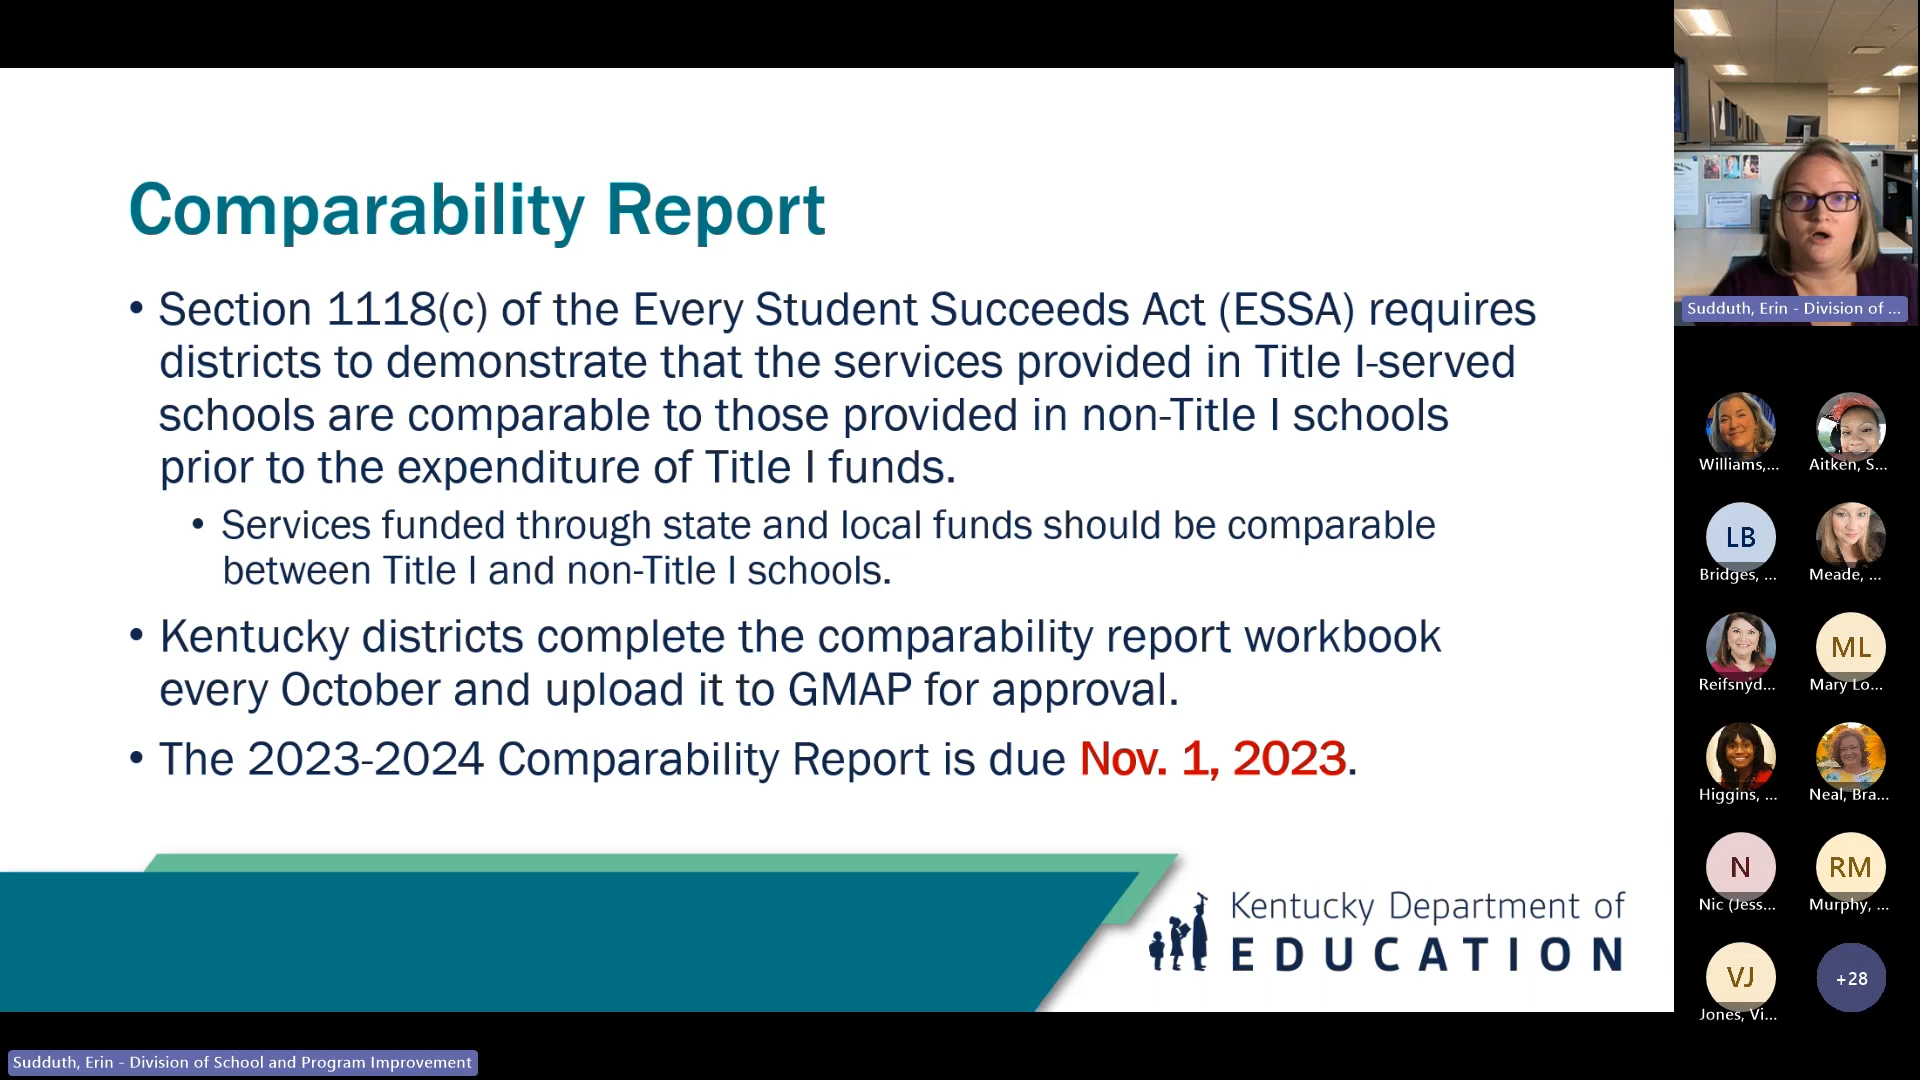 Comparability Report
• Section 1118(c) of the Every Student Succeeds Act (ESSA) requires
districts to demonstrate that the services provided in Title I-served
schools are comparable to those provided in non-Title I schools
prior to the expenditure of Title I funds.
• Services funded through state and local funds should be comparable
between Title I and non-Title I schools.
• Kentucky districts complete the comparability report workbook
every October and upload it to GMAP for approval.
• The 2023-2024 Comparability Report is due Nov. 1, 2023.
Kentucky Department of
EDUCATION
Sudduth, Erin - Division of School and Program Improvement
Sudduth, Erin - Division of ...
Williams,...
Aitken, S...
LB
Bridges, ...
Meade, ...
Reifsnyd...
ML
Mary Lo...
Higgins, ...
Neal, Bra...
N
Nic (Jess...
RM
Murphy, ...
VJ
Jones, Vi...
+28